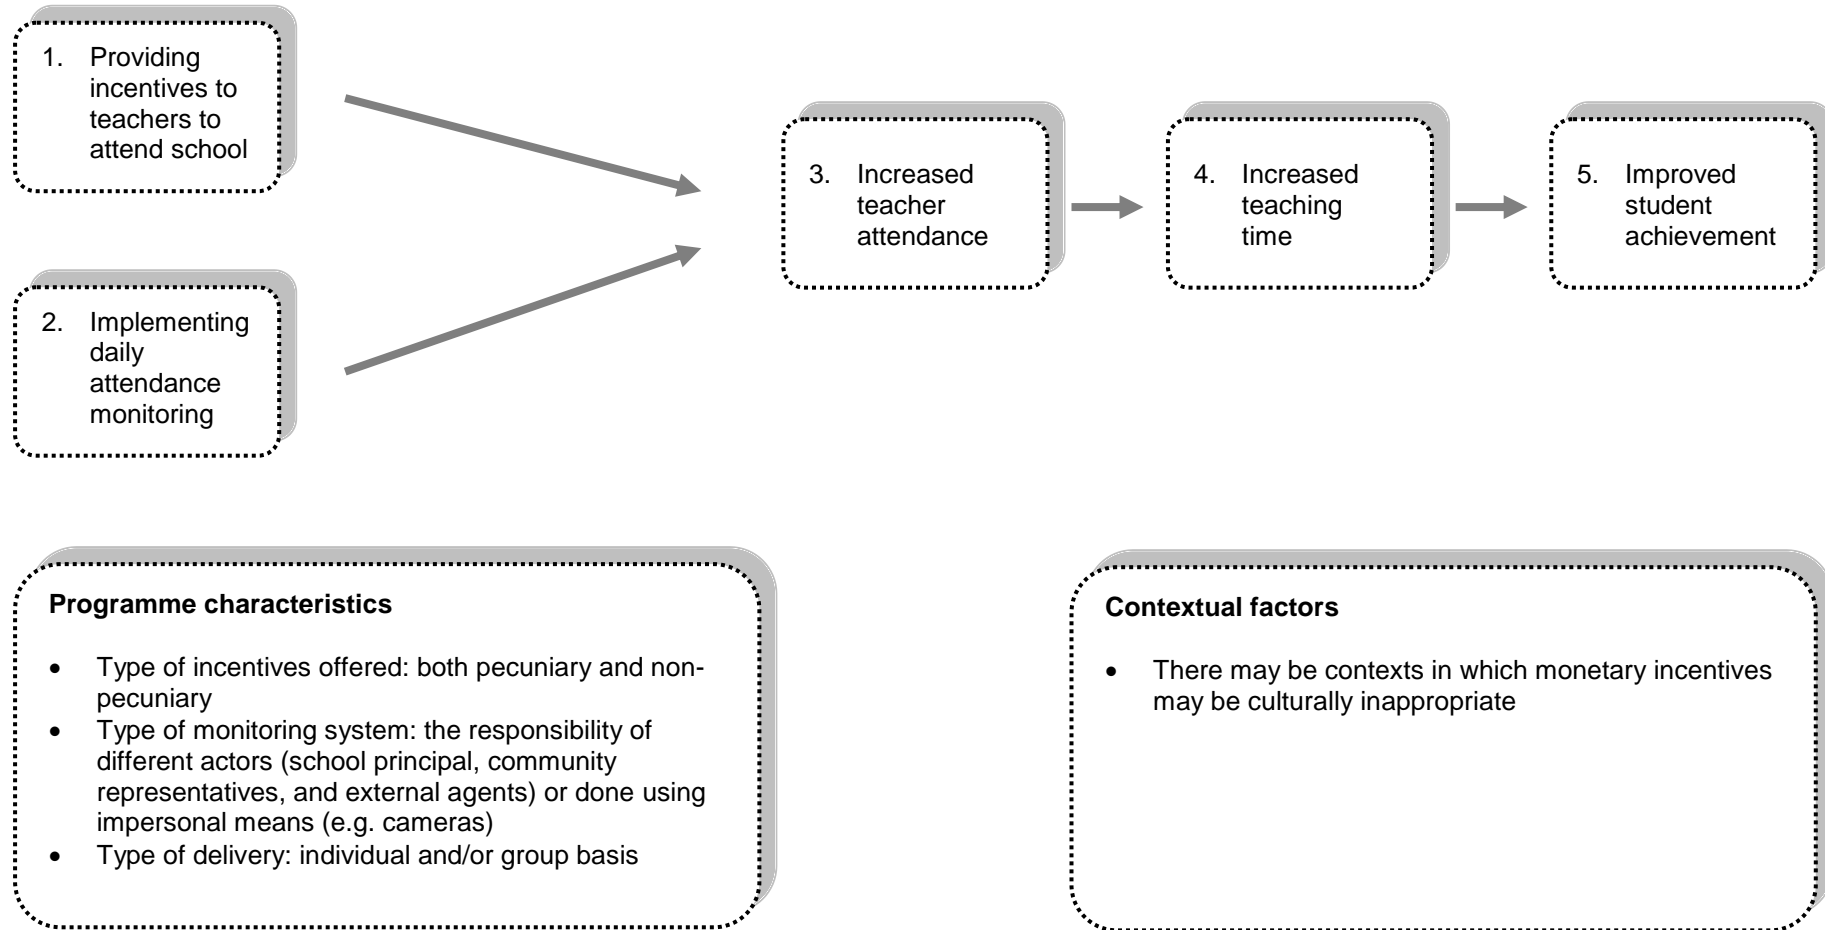 1. Providing
incentives to
teachers to
attend school
2. Implementing
daily
attendance
monitoring
3. Increased
teacher
attendance
4. Increased
teaching
time
5. Improved
student
achievement
Programme characteristics
• Type of incentives offered: both pecuniary and non-
pecuniary
• Type of monitoring system: the responsibility of
different actors (school principal, community
representatives, and external agents) or done using
impersonal means (e.g. cameras)
• Type of delivery: individual and/or group basis
Contextual factors
• There may be contexts in which monetary incentives
may be culturally inappropriate